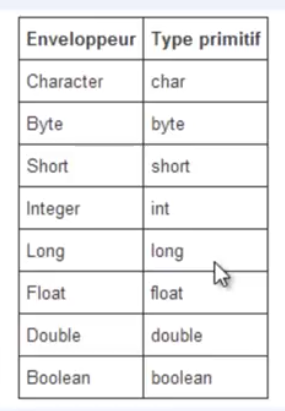 Enveloppeur Type primitif
Character char
Byte byte
Short short
Integer int
Long long
Float float
Double double
Boolean boolean